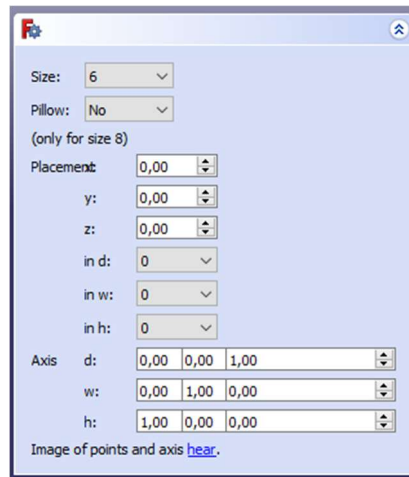 Size: 6
Pillow: No
(only for size 8)
Placement: x: 0,00
y: 0,00
z: 0,00
in d: 0
in w: 0
in h: 0
Axis d: 0,00 0,00 1,00
w: 0,00 1,00 0,00
h: 1,00 0,00 0,00
Image of points and axis hear.